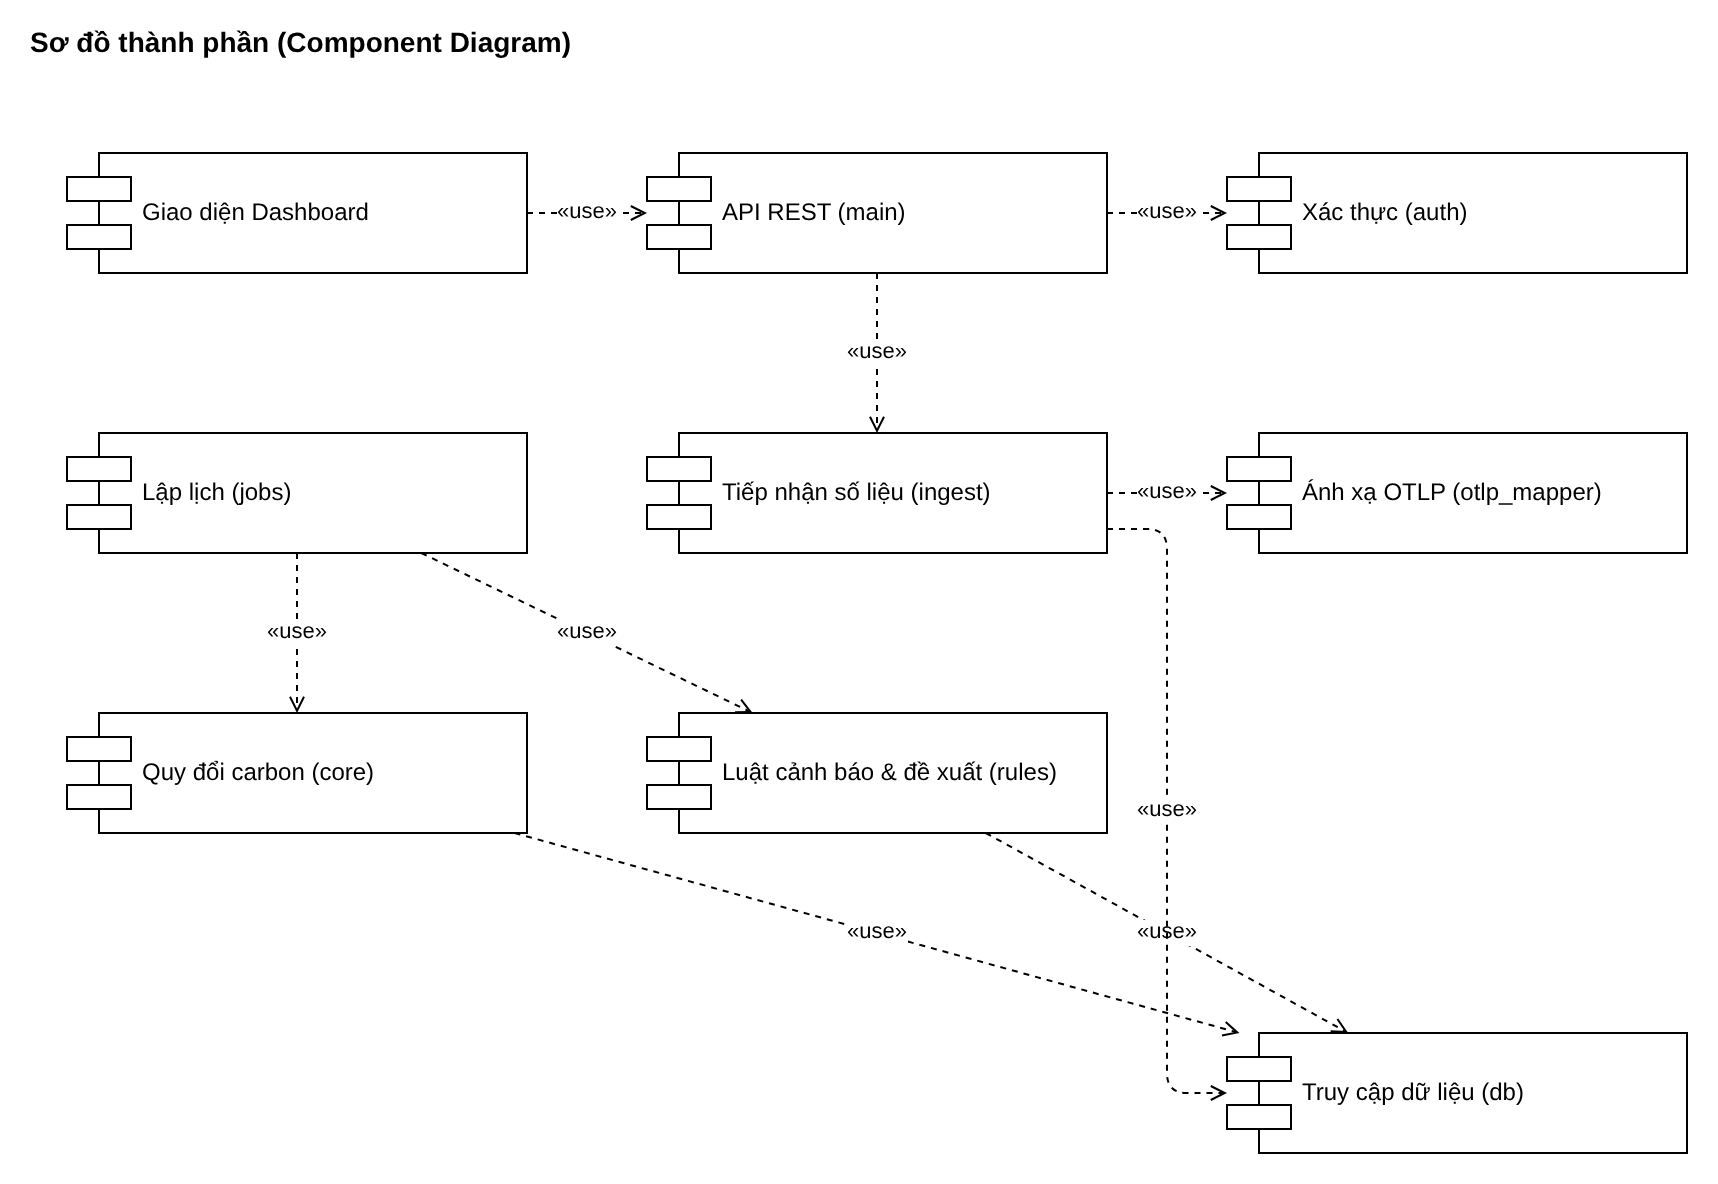 Sơ đồ thành phần (Component Diagram)
Giao diện Dashboard
«use»
API REST (main)
«use»
Xác thực (auth)
«use»
Lập lịch (jobs)
Tiếp nhận số liệu (ingest)
«use»
Ánh xạ OTLP (otlp_mapper)
«use»
«use»
Quy đổi carbon (core)
Luật cảnh báo & đề xuất (rules)
«use»
«use»
«use»
Truy cập dữ liệu (db)